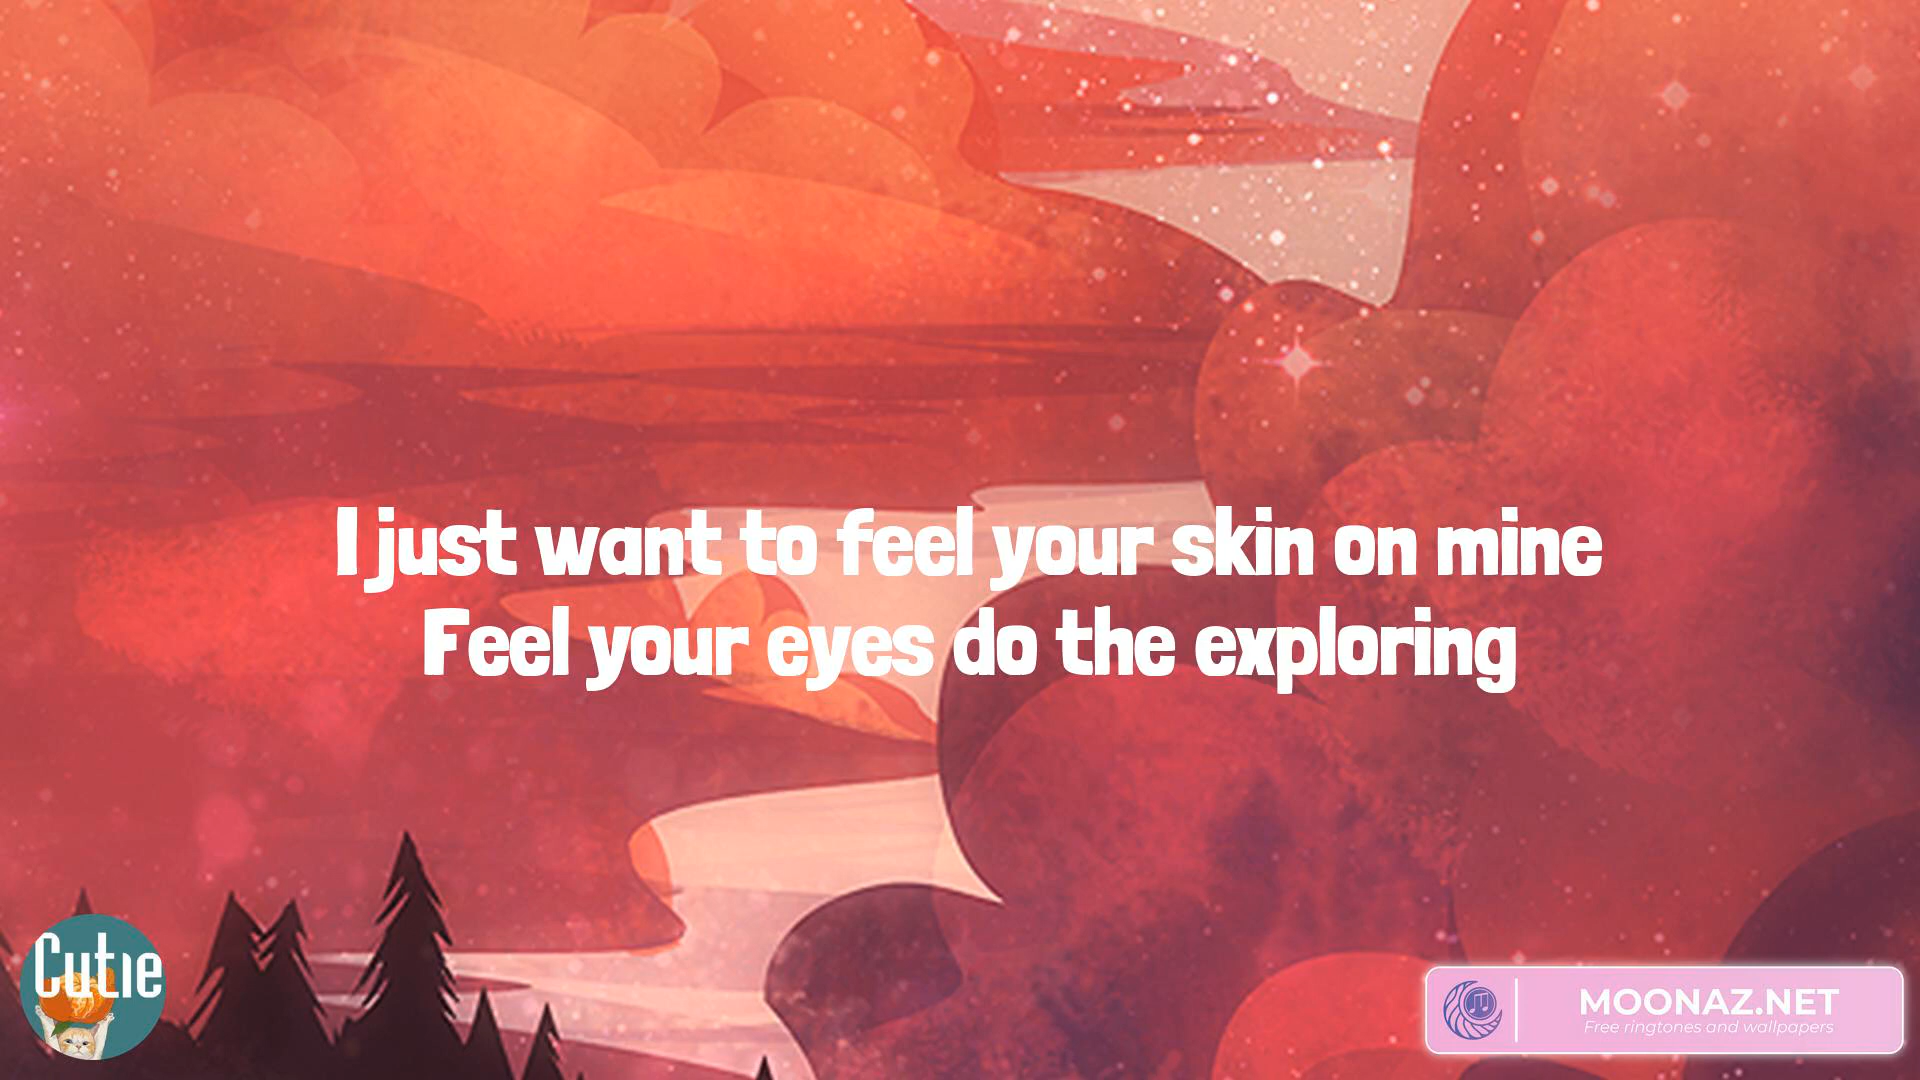 I just want to feel your skin on mine
Feel your eyes do the exploring
Cutie
MOONAZ.NET
Free ringtones and wallpapers